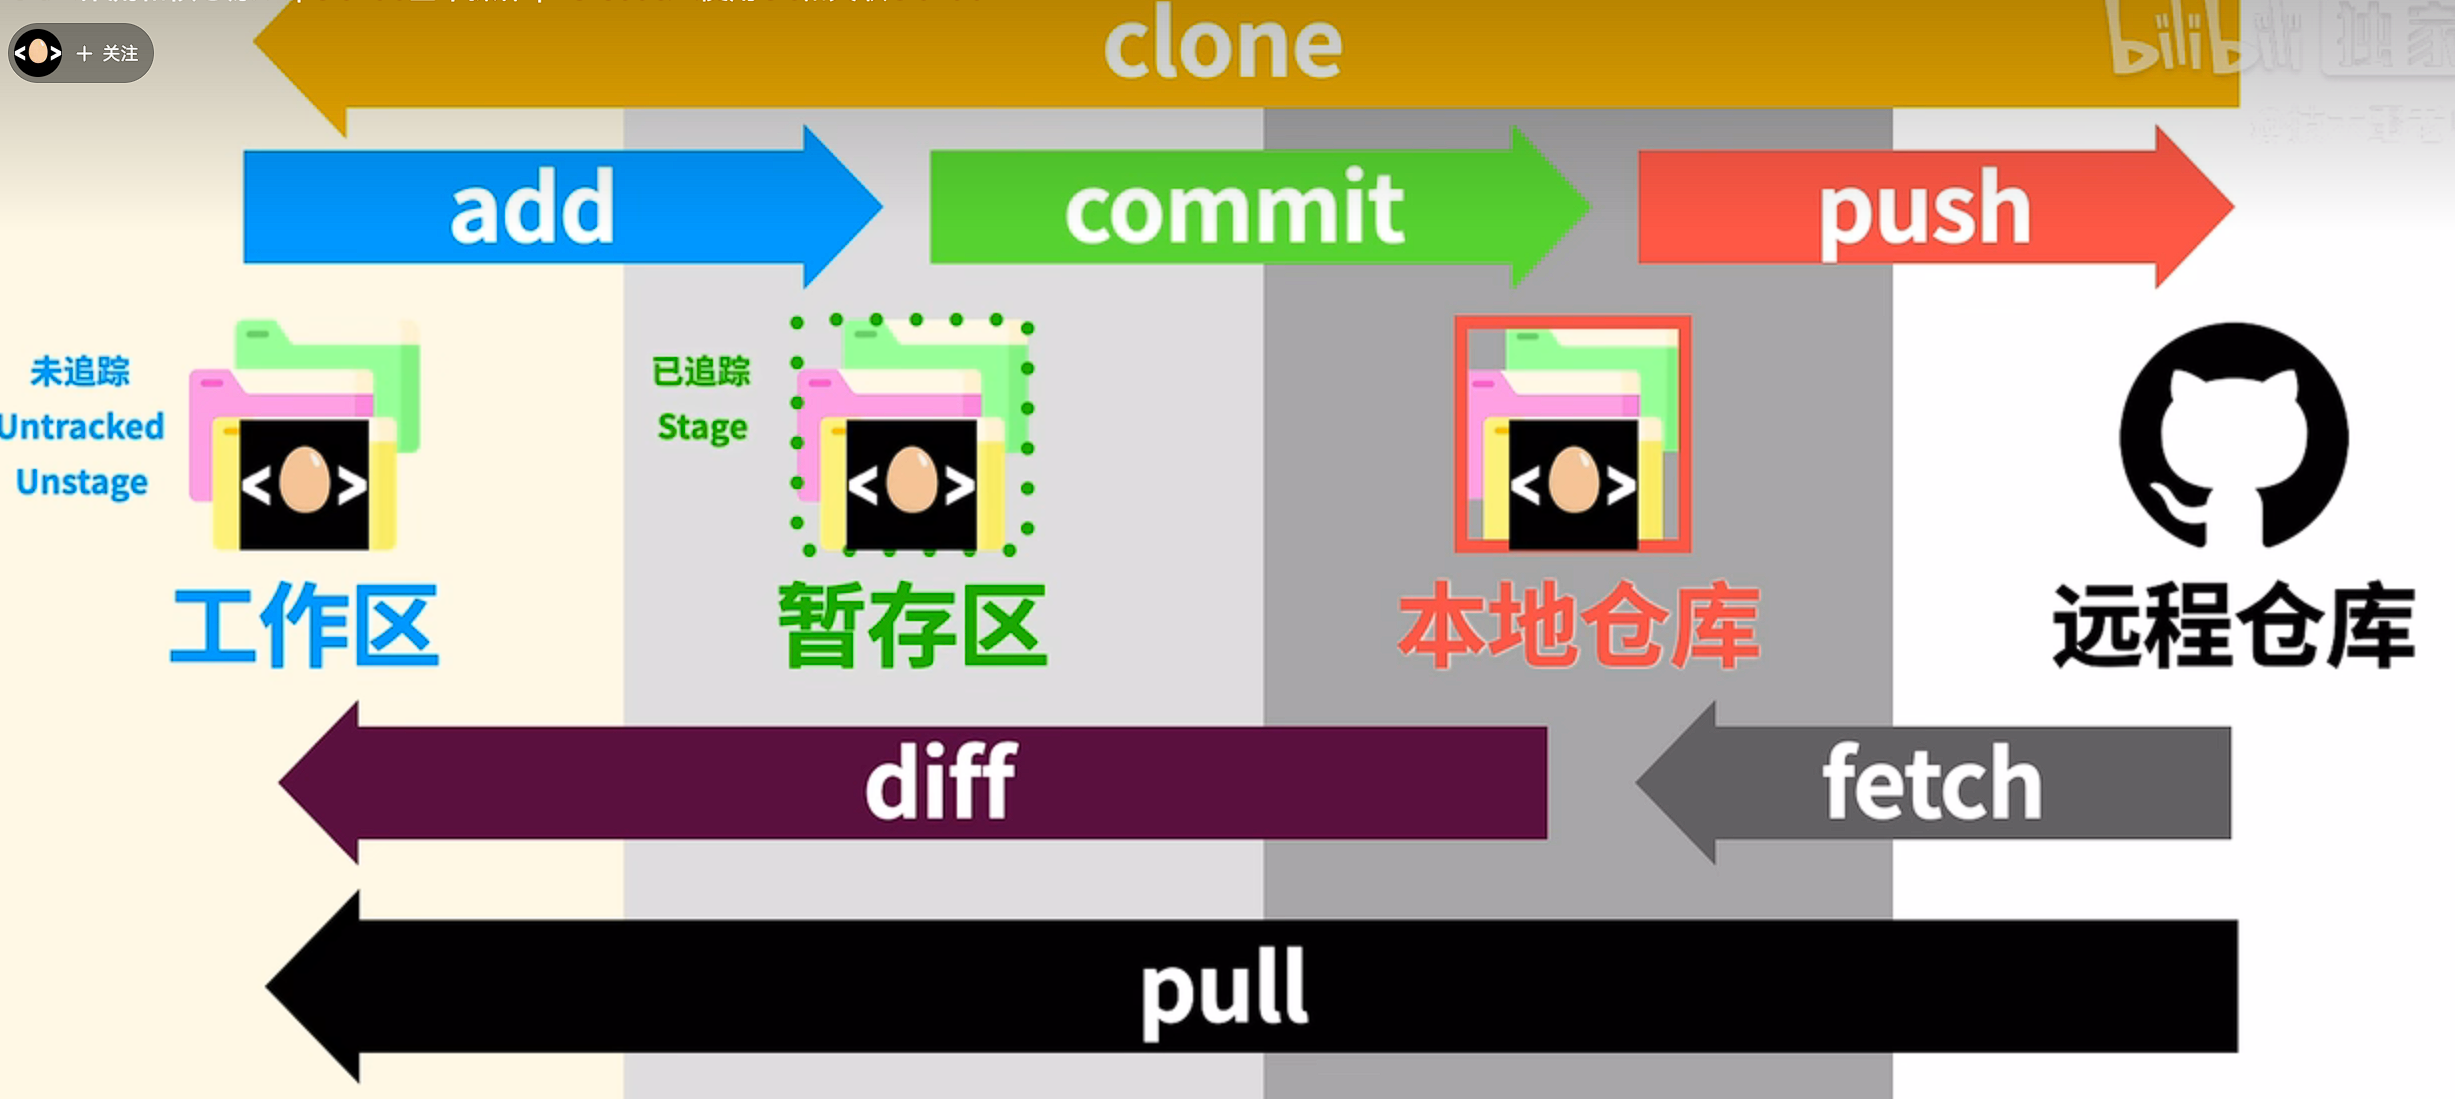 clone
bilibili 独家
+ 关注
add
commit
push
未追踪
Untracked
Unstage
已追踪
Stage
< >
< >
< >
工作区
暂存区
本地仓库
远程仓库
diff
fetch
pull